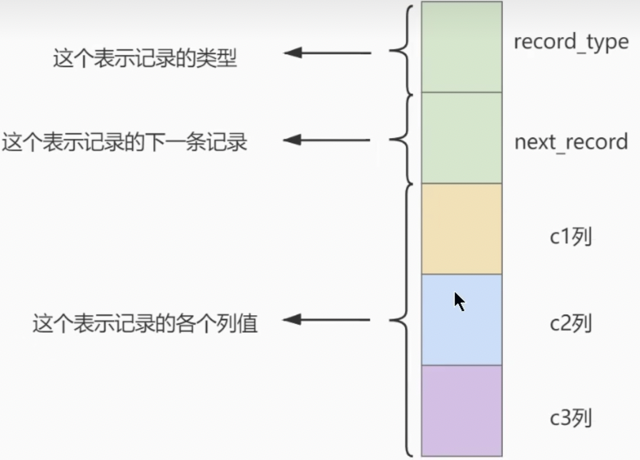 这个表示记录的类型
record_type
这个表示记录的下一条记录
next_record
c1列
这个表示记录的各个列值
c2列
c3列